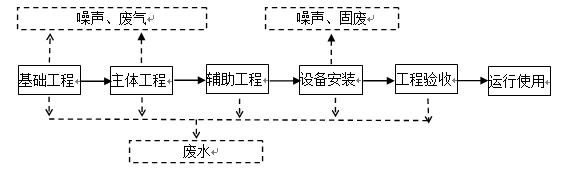 噪声、废气
噪声、固废
基础工程
主体工程
辅助工程
设备安装
工程验收
运行使用
废水